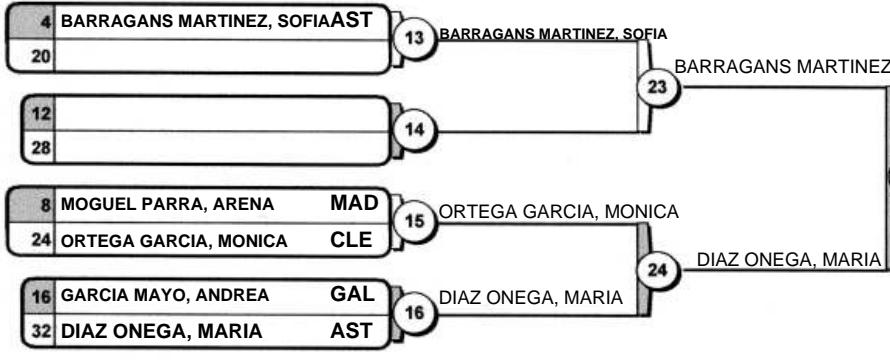 4 BARRAGANS MARTINEZ, SOFIA AST
20
13
BARRAGANS MARTINEZ, SOFIA
23
BARRAGANS MARTINEZ
12
28
14
8 MOGUEL PARRA, ARENA MAD
24 ORTEGA GARCIA, MONICA CLE
15
ORTEGA GARCIA, MONICA
24
DIAZ ONEGA, MARIA
16 GARCIA MAYO, ANDREA GAL
32 DIAZ ONEGA, MARIA AST
16
DIAZ ONEGA, MARIA